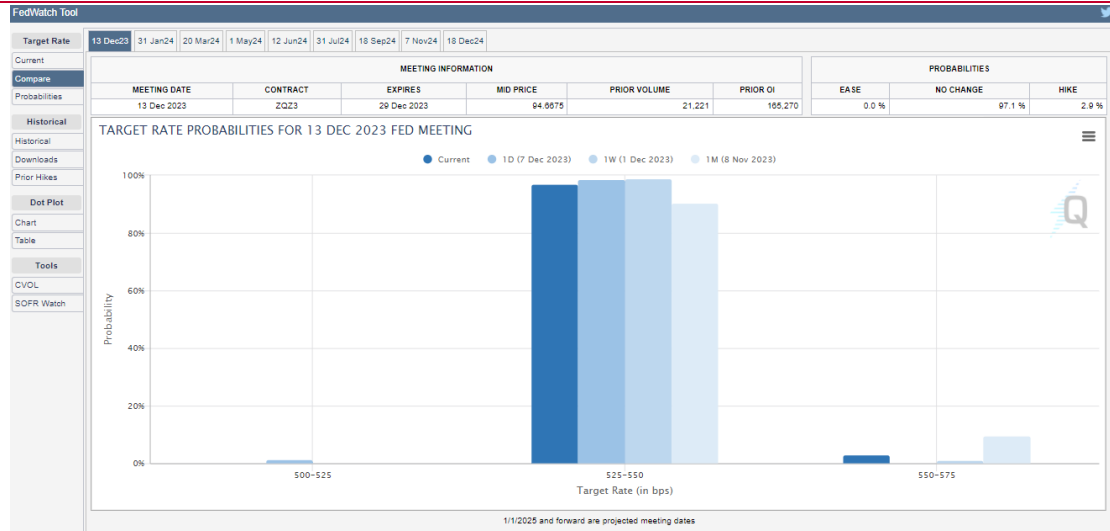 FedWatch Tool
Target Rate
Current
Compare
Probabilities
Historical
Historical
Downloads
Prior Hikes
Dot Plot
Chart
Table
Tools
CVOL
SOFR Watch
13 Dec23 31 Jan24 20 Mar24 1 May24 12 Jun24 31 Jul24 18 Sep24 7 Nov24 18 Dec24
MEETING INFORMATION
MEETING DATE CONTRACT EXPIRES MID PRICE PRIOR VOLUME PRIOR OI
13 Dec 2023 ZQZ3 29 Dec 2023 94.6675 21,221 165,270
PROBABILITIES
EASE NO CHANGE HIKE
0.0 % 97.1 % 2.9 %
TARGET RATE PROBABILITIES FOR 13 DEC 2023 FED MEETING
Current 1D (7 Dec 2023) 1W (1 Dec 2023) 1M (8 Nov 2023)
Probability
100%
80%
60%
40%
20%
0%
Q
500-525 525-550 550-575
Target Rate (in bps)
1/1/2025 and forward are projected meeting dates